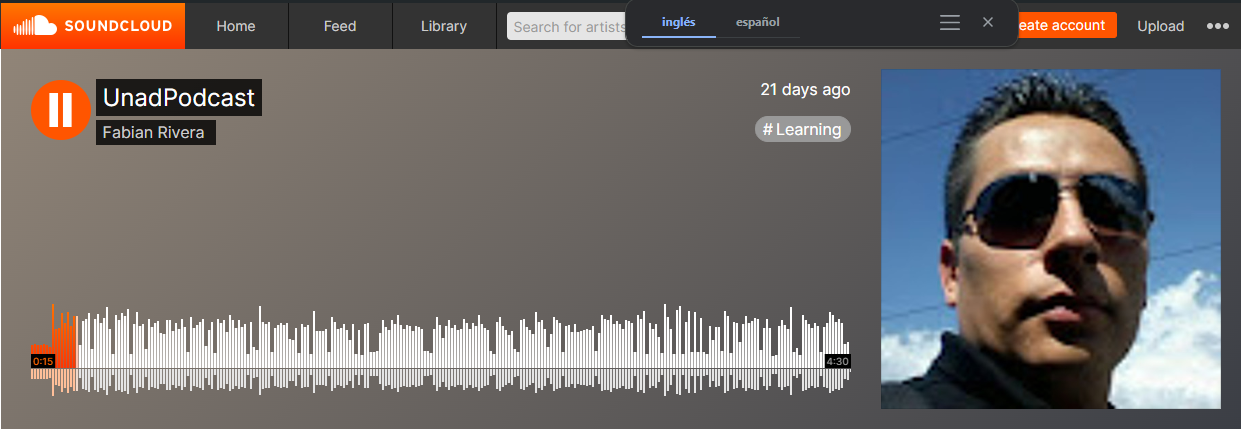 SOUNDCLOUD
Home
Feed
Library
Search for artists
inglés
español
eate account
Upload
UnadPodcast
Fabian Rivera
21 days ago
# Learning
0:15
4:30